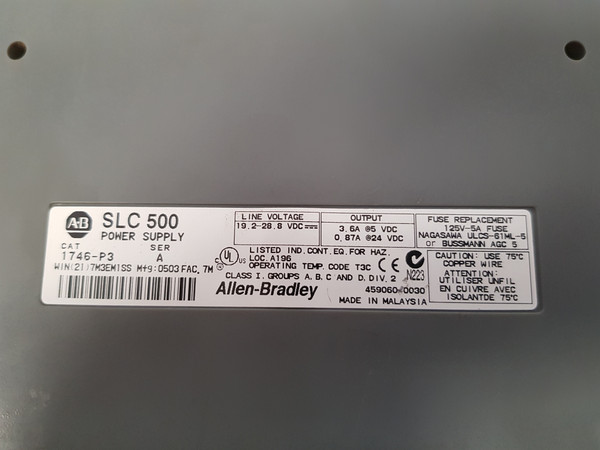 AB
SLC 500
POWER SUPPLY
CAT SER
1746-P3 A
Mfg:0503 FAC, 7M
LINE VOLTAGE
19.2-28.8 VDC
OUTPUT
3.6A @5 VDC
0.87A @24 VDC
FUSE REPLACEMENT
125V-5A FUSE
NAGASAWA ULCS-61ML-5
or BUSSMANN AGC 5
C UL US
LISTED IND.CONT.EQ.FOR HAZ.
LOC.A196
OPERATING TEMP. CODE T3C
CE
N223
CLASS I, GROUPS A, B, C AND D, DIV. 2
CAUTION: USE 75°C
COPPER WIRE
ATTENTION:
UTILISER UNFIL
EN CUIVRE AVEC
ISOLANTDE 75°C
Allen-Bradley
459060-0030
MADE IN MALAYSIA